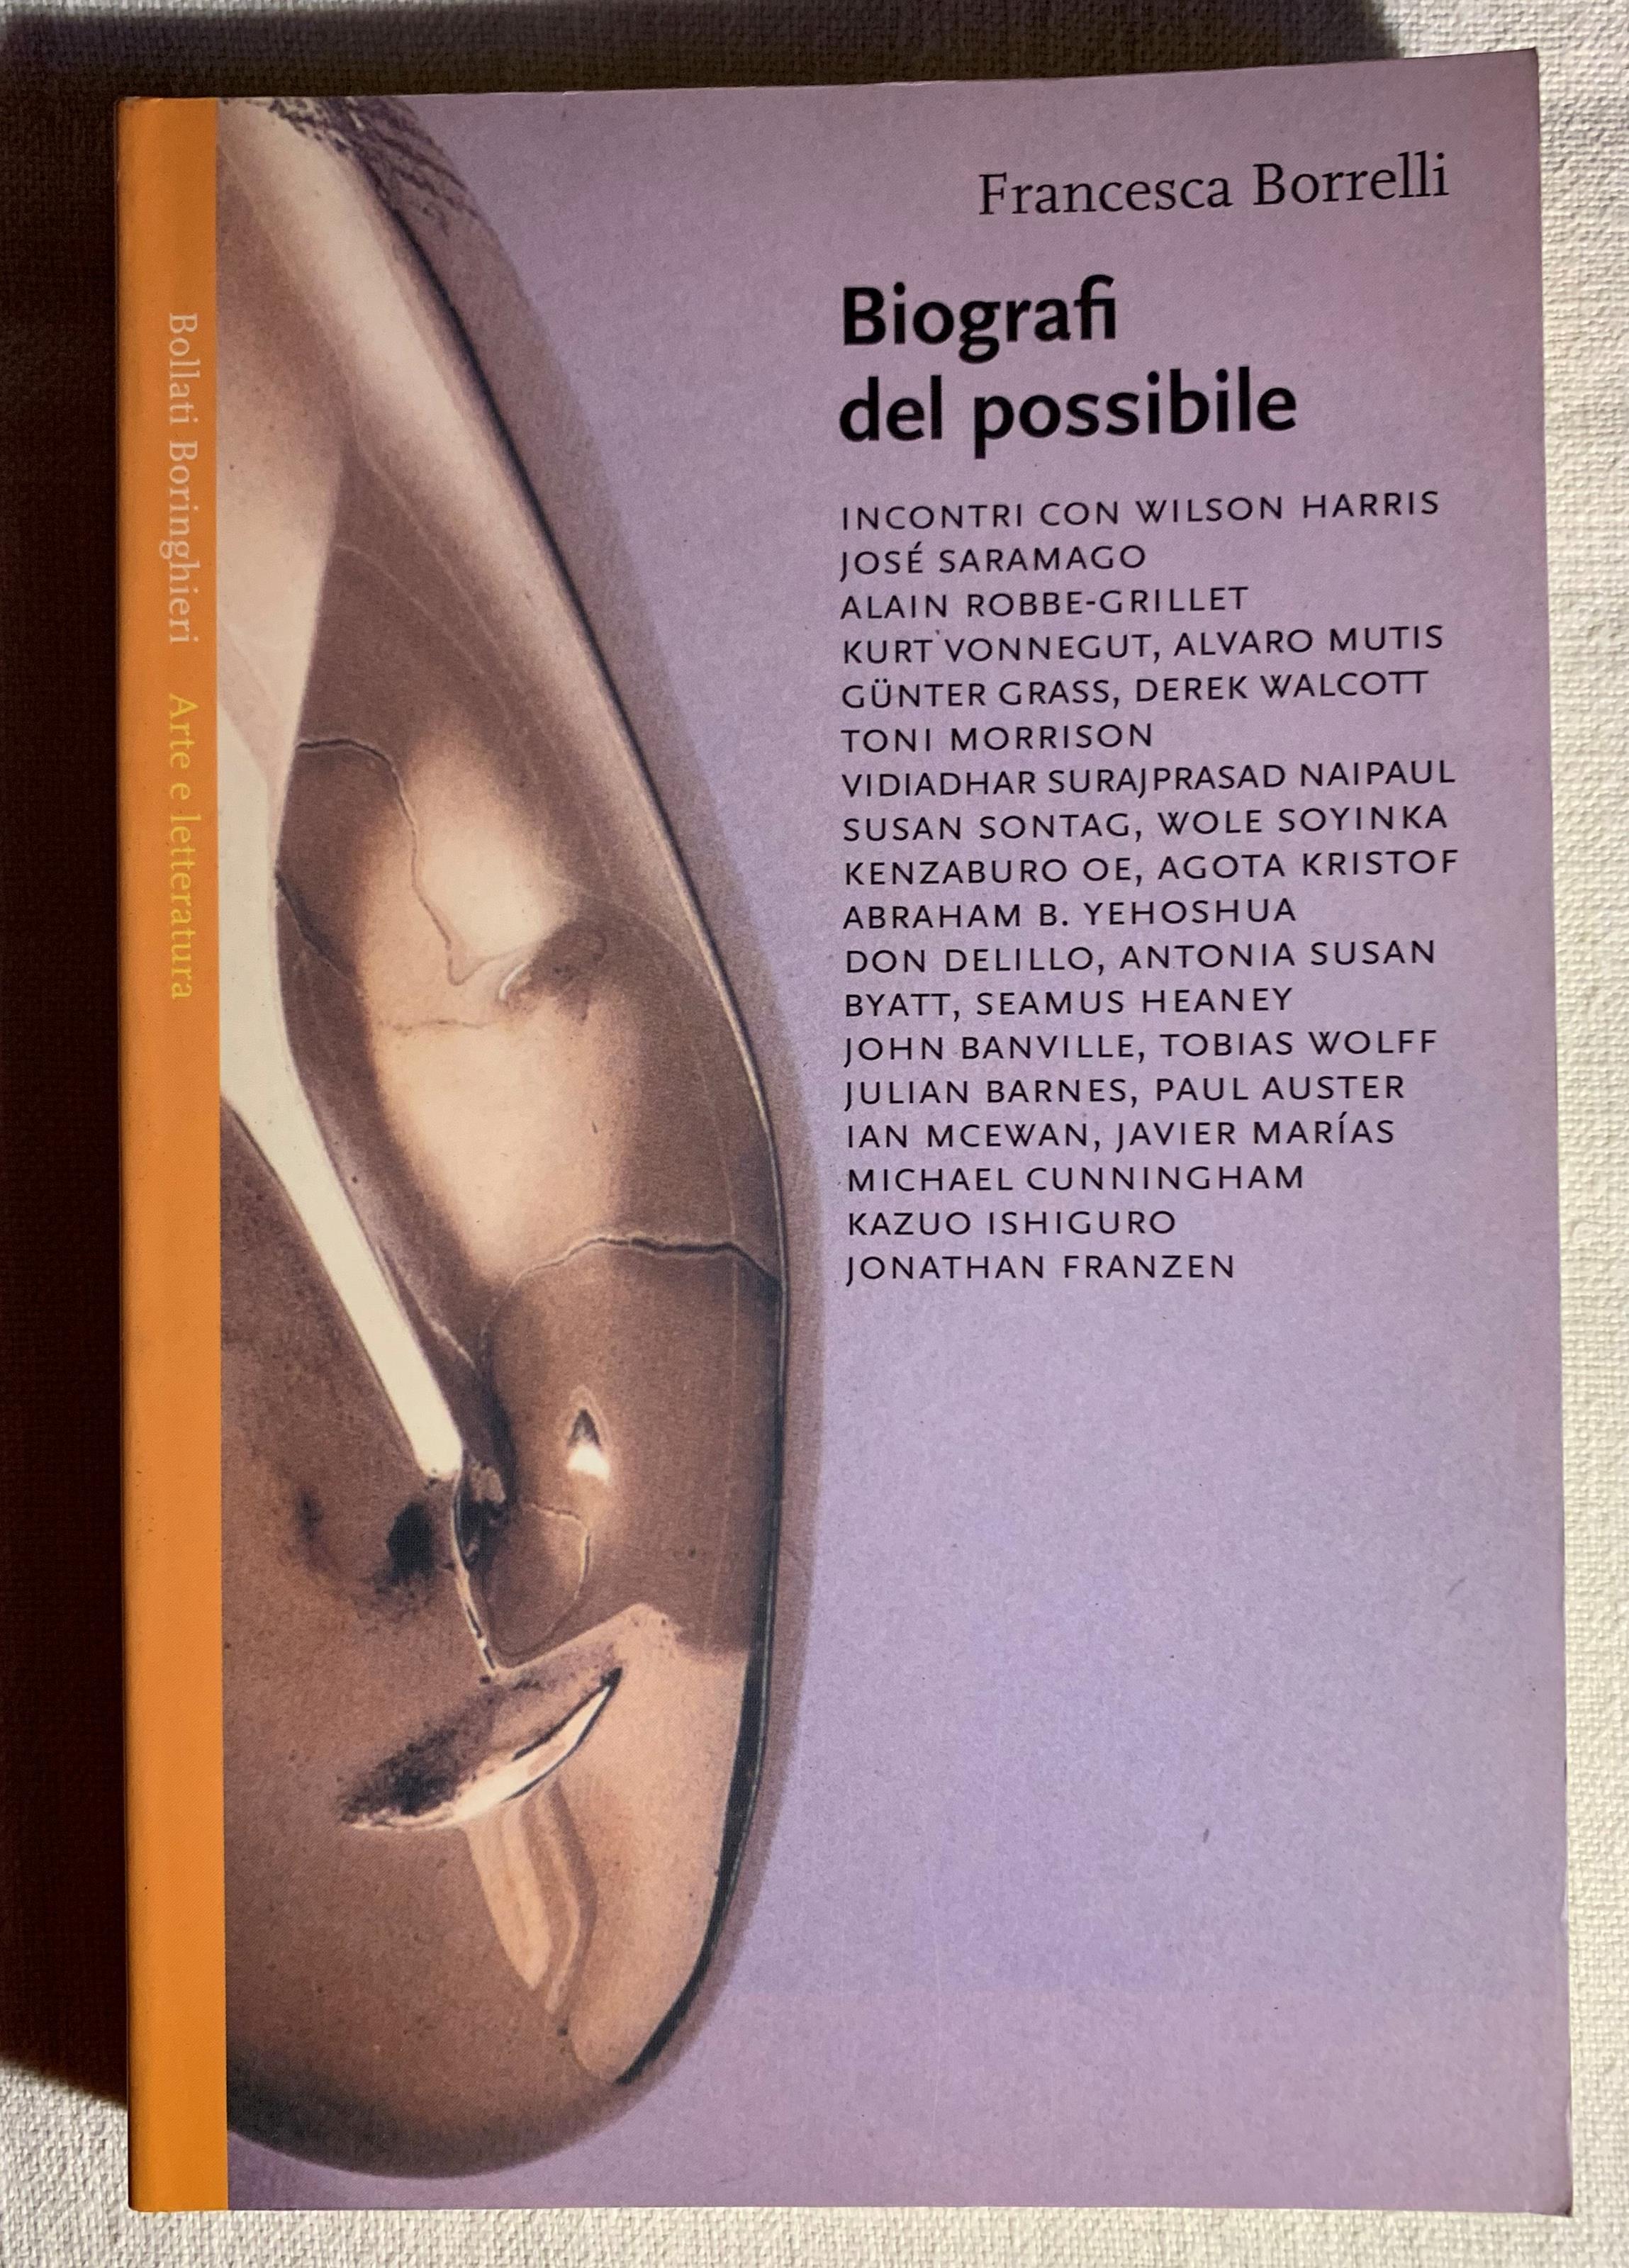 Francesca Borrelli
Biografi
del possibile
INCONTRI CON WILSON HARRIS
JOSÉ SARAMAGO
ALAIN ROBBE-GRILLET
KURT VONNEGUT, ALVARO MUTIS
GÜNTER GRASS, DEREK WALCOTT
TONI MORRISON
VIDIADHAR SURAJPRASAD NAIPAUL
SUSAN SONTAG, WOLE SOYINKA
KENZABURO OE, AGOTA KRISTOF
ABRAHAM B. YEHOSHUA
DON DELILLO, ANTONIA SUSAN
BYATT, SEAMUS HEANEY
JOHN BANVILLE, TOBIAS WOLFF
JULIAN BARNES, PAUL AUSTER
IAN MCEWAN, JAVIER MARÍAS
MICHAEL CUNNINGHAM
KAZUO ISHIGURO
JONATHAN FRANZEN
Bollati Boringhieri Arte e letteratura